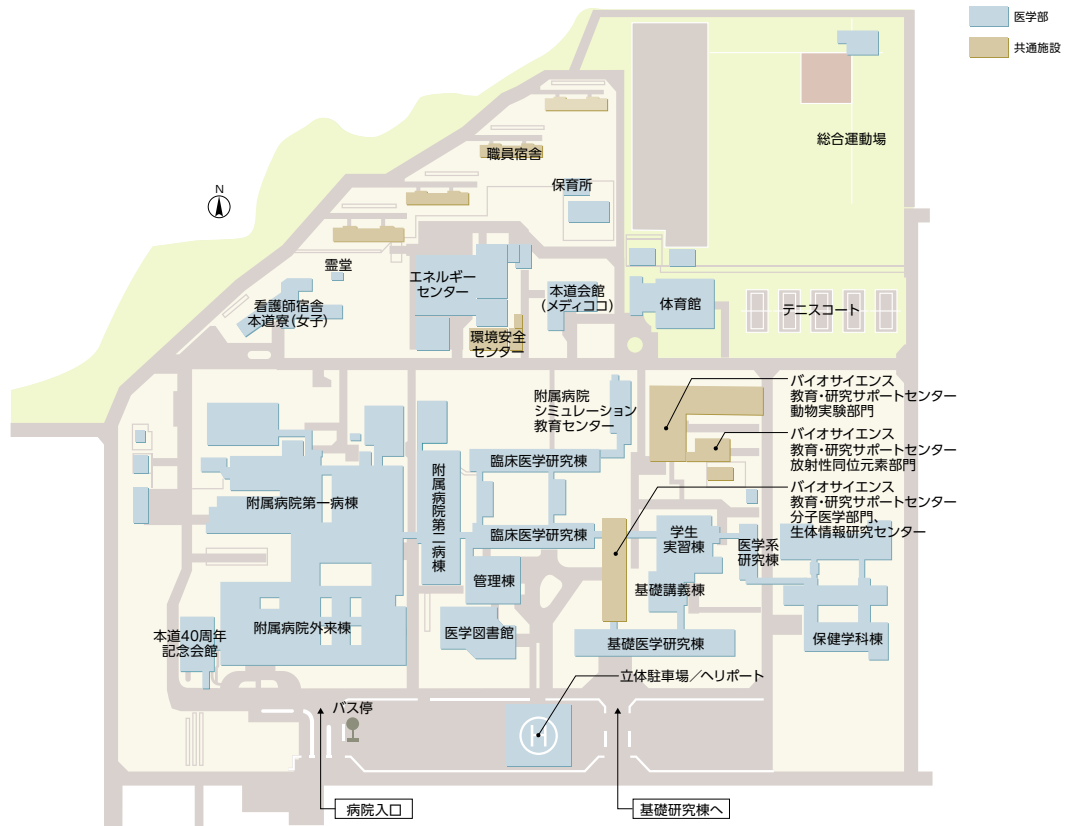 医学部
共通施設
総合運動場
職員宿舎
保育所
N
霊堂
エネルギー
センター
本道会館
(メディココ)
体育館
テニスコート
看護師宿舎
本道寮(女子)
環境安全
センター
附属病院
シミュレーション
教育センター
バイオサイエンス
教育・研究サポートセンター
動物実験部門
バイオサイエンス
教育・研究サポートセンター
放射性同位元素部門
バイオサイエンス
教育・研究サポートセンター
分子医学部門、
生体情報研究センター
附属病院第一病棟
附属病院第二病棟
臨床医学研究棟
臨床医学研究棟
学生
実習棟
医学系
研究棟
管理棟
基礎講義棟
附属病院外来棟
医学図書館
基礎医学研究棟
保健学科棟
本道40周年
記念会館
立体駐車場／ヘリポート
バス停
H
病院入口
基礎研究棟へ